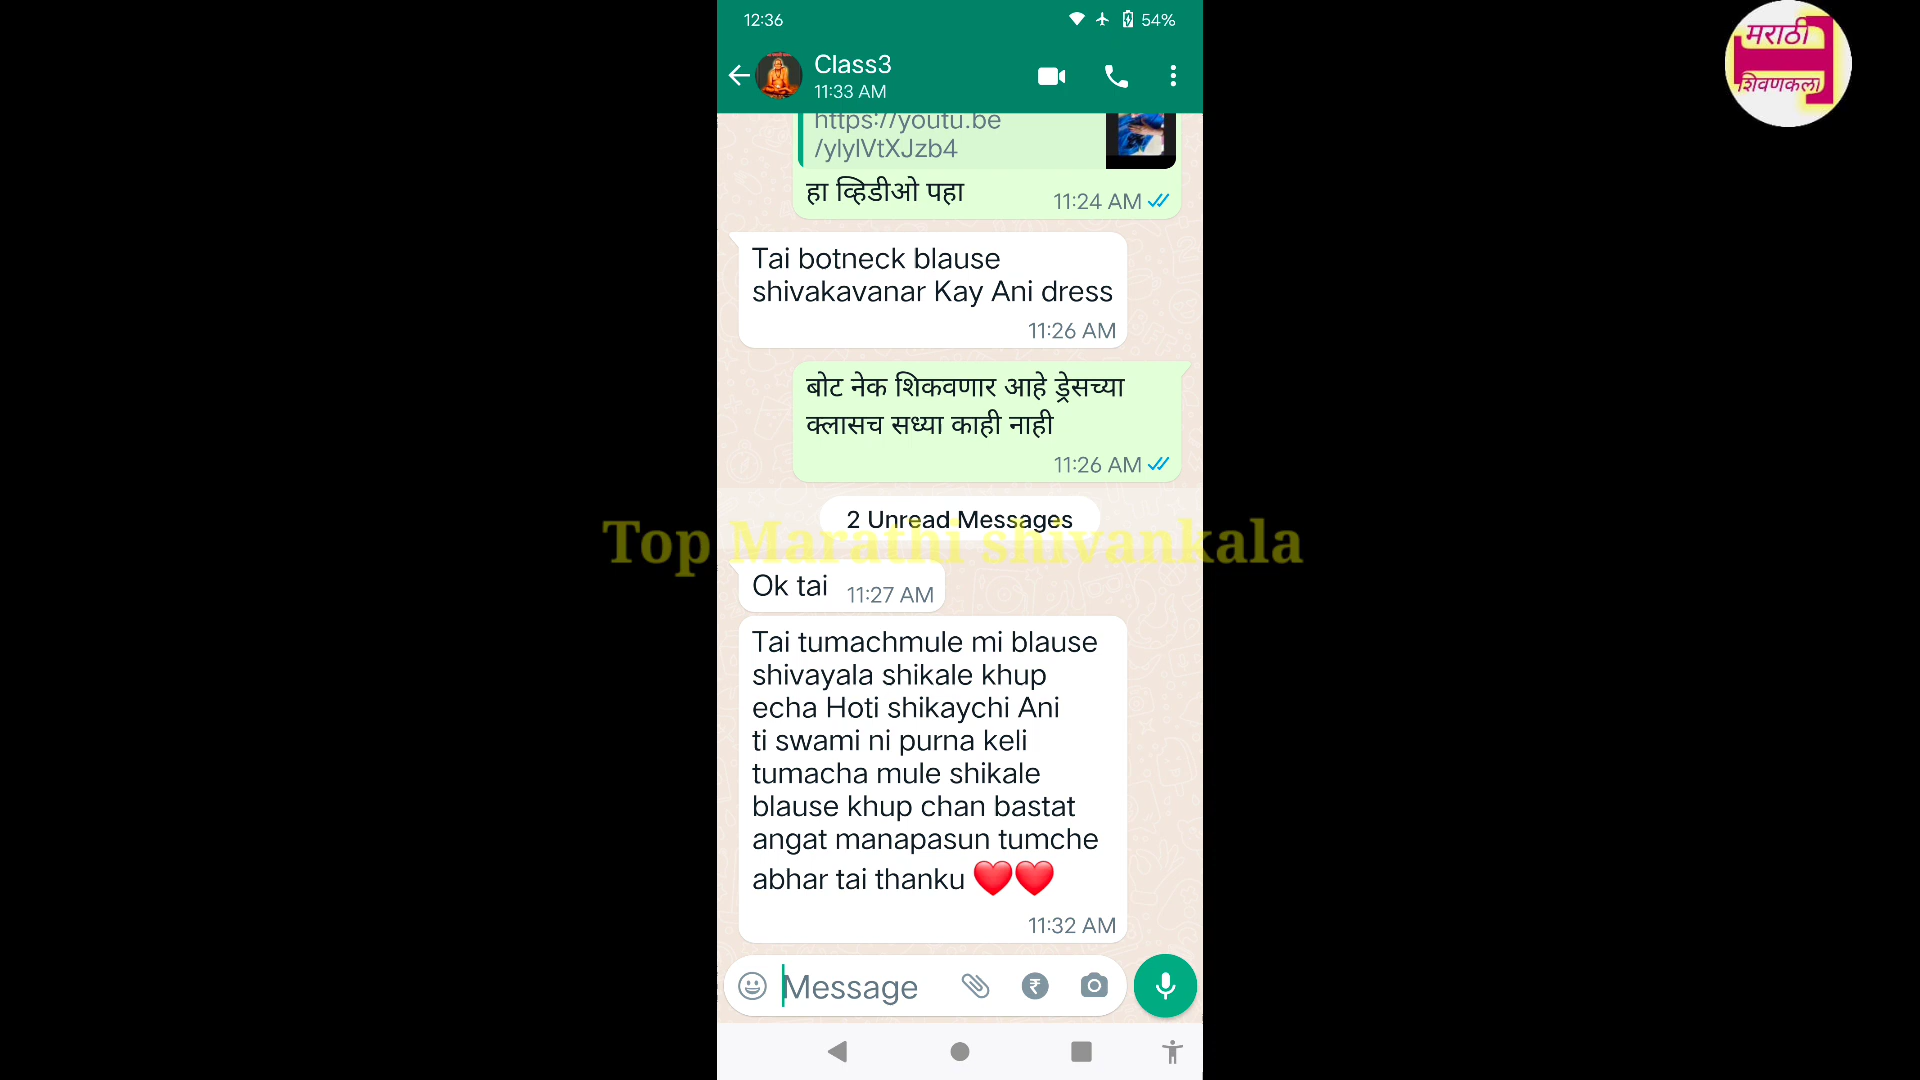 12:36
54%
मराठी
शिवणकला
Class3
11:33 AM
https://youtu.be
/ylylVtXJzb4
हा व्हिडीओ पहा
11:24 AM
Tai botneck blause
shivakavanar Kay Ani dress
11:26 AM
बोट नेक शिकवणार आहे ड्रेसच्या
क्लासच सध्या काही नाही
11:26 AM
2 Unread Messages
Top Marathi shivankala
Ok tai
11:27 AM
Tai tumachmule mi blause
shivayala shikale khup
echa Hoti shikaychi Ani
ti swami ni purna keli
tumacha mule shikale
blause khup chan bastat
angat manapasun tumche
abhar tai thanku ❤️❤️
11:32 AM
Message